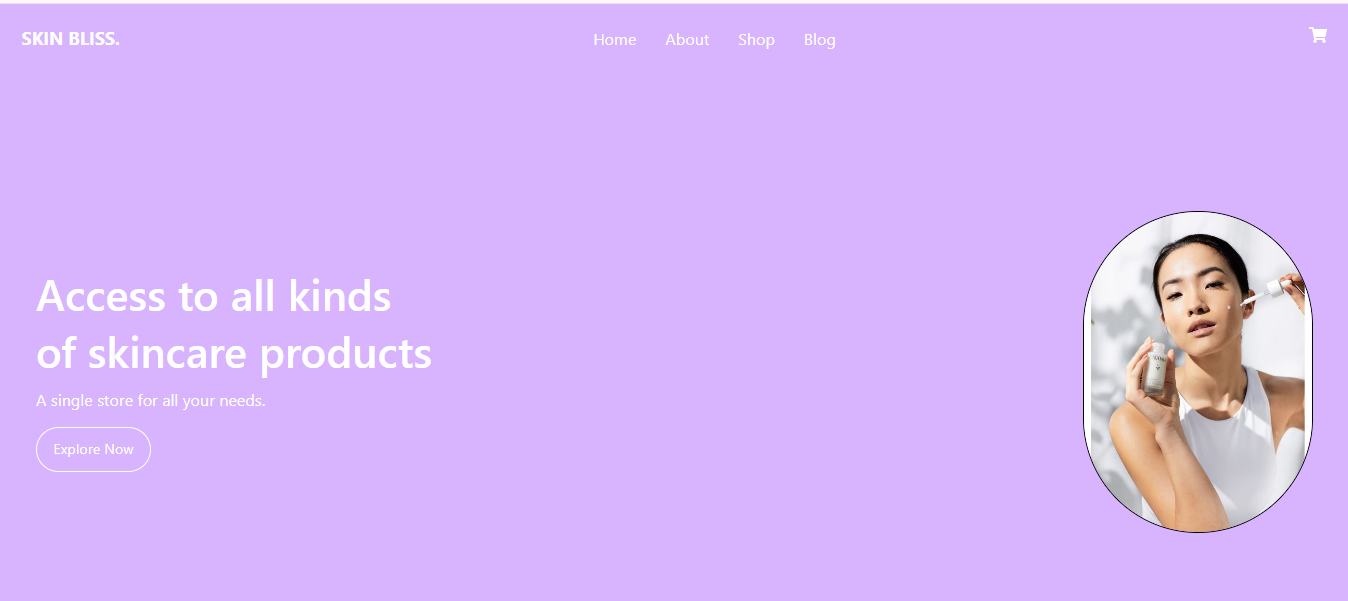 SKIN BLISS.
Home About Shop Blog
Access to all kinds
of skincare products
A single store for all your needs.
Explore Now